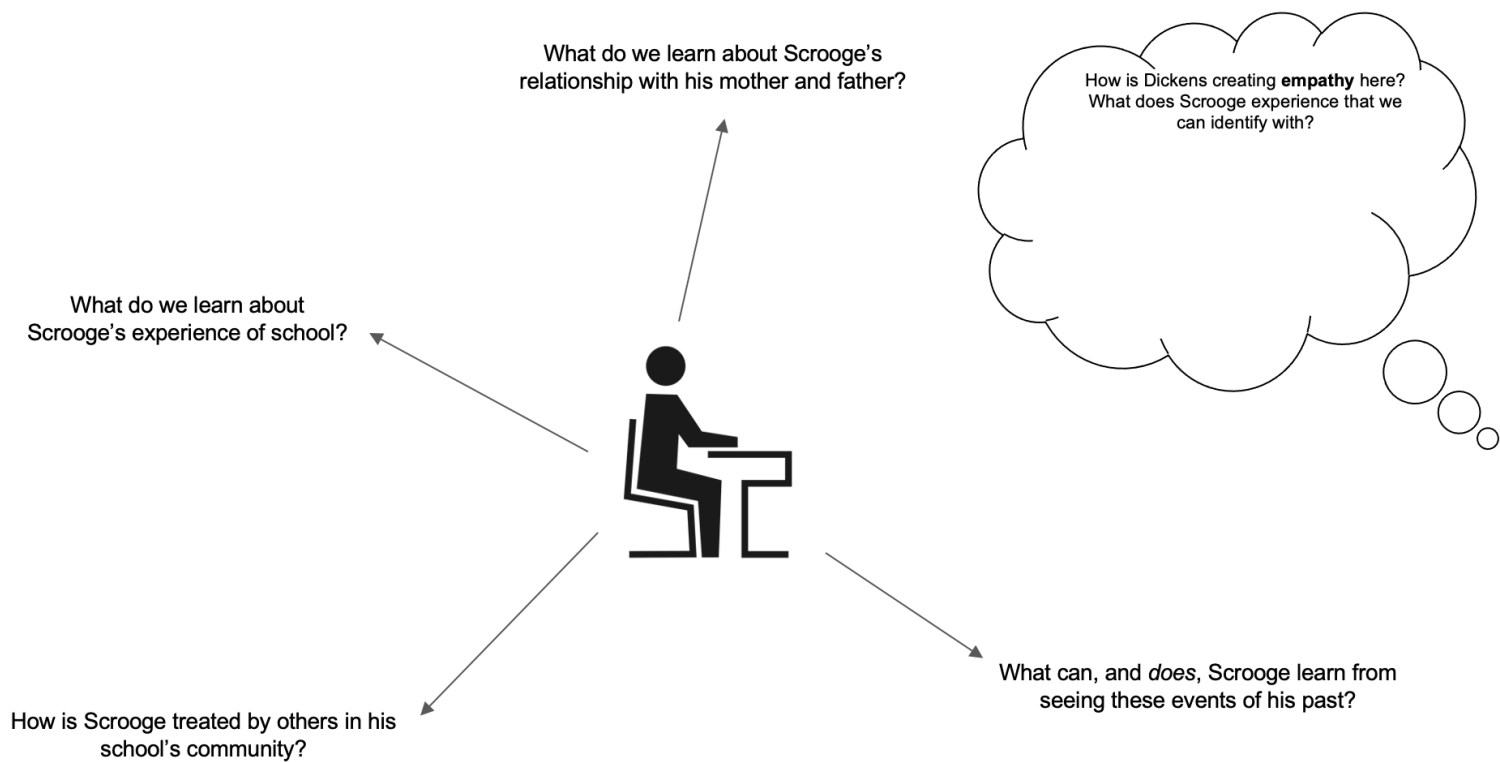 What do we learn about Scrooge’s
relationship with his mother and father?
How is Dickens creating empathy here?
What does Scrooge experience that we
can identify with?
What do we learn about
Scrooge’s experience of school?
What can, and does, Scrooge learn from
seeing these events of his past?
How is Scrooge treated by others in his
school’s community?